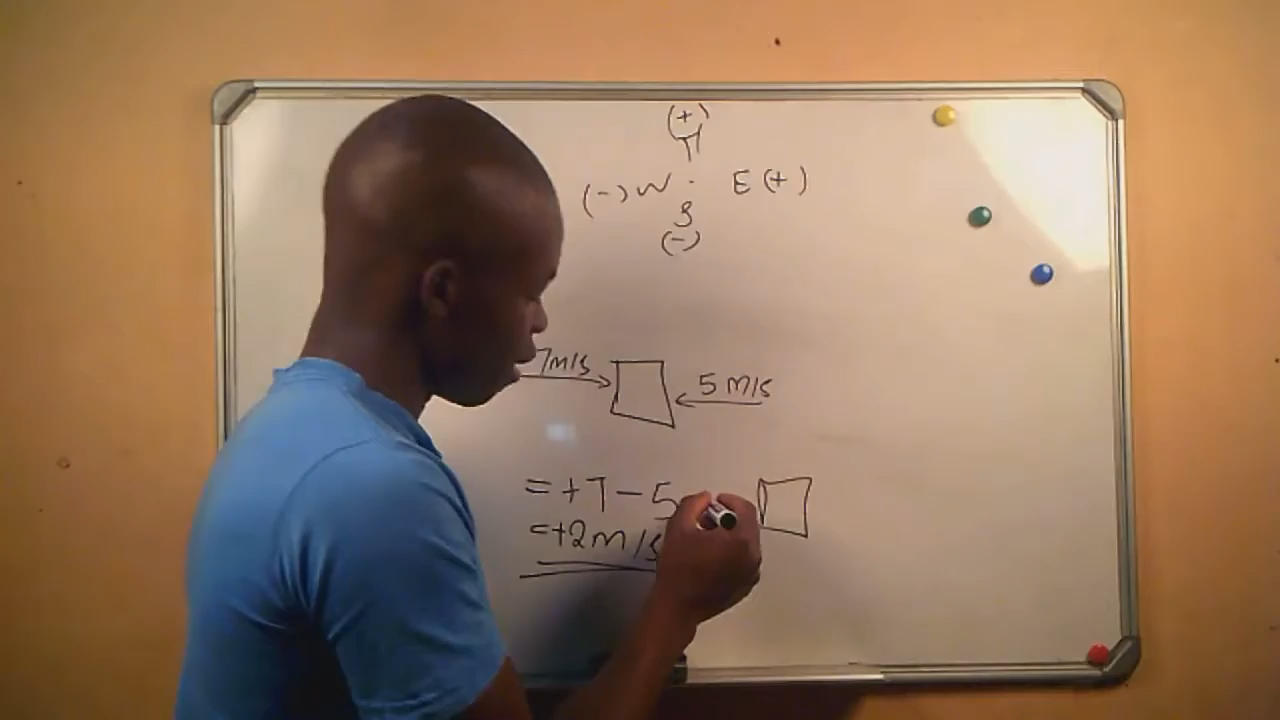 (+)
N
(-) W · E (+)
S
(-)
7m/s
5 m/s
= +7 - 5
= +2m/s